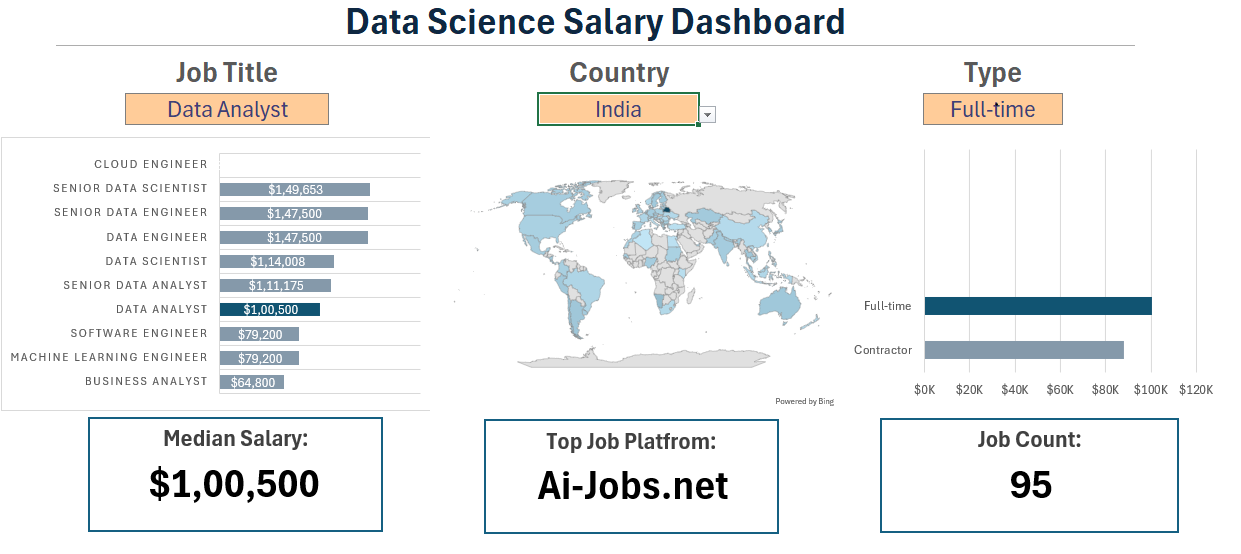 Data Science Salary Dashboard
Job Title
Country
Type
Data Analyst
India
Full-time
CLOUD ENGINEER
SENIOR DATA SCIENTIST $1,49,653
SENIOR DATA ENGINEER $1,47,500
DATA ENGINEER $1,47,500
DATA SCIENTIST $1,14,008
SENIOR DATA ANALYST $1,11,175
DATA ANALYST $1,00,500
SOFTWARE ENGINEER $79,200
MACHINE LEARNING ENGINEER $79,200
BUSINESS ANALYST $64,800
Powered by Bing
Full-time
Contractor
$0K $20K $40K $60K $80K $100K $120K
Median Salary:
$1,00,500
Top Job Platfrom:
Ai-Jobs.net
Job Count:
95